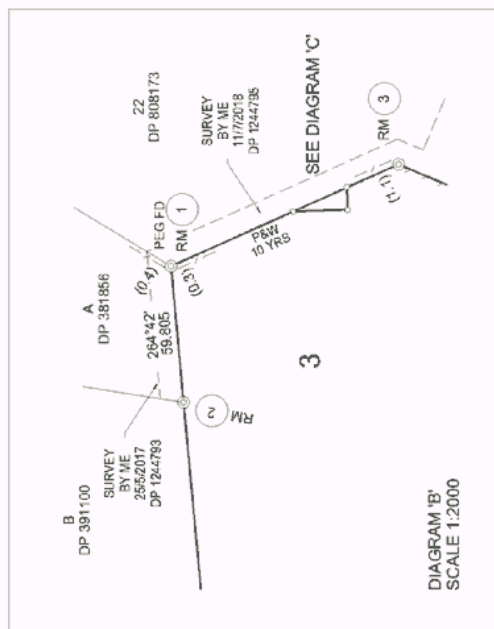 22
DP 808173
SURVEY
BY ME
11/7/2018
DP 1244795
SEE DIAGRAM 'C'
PEG FD
RM
1
A
DP 381856
(0.4)
(0.3)
264°42'
59.805
P&W
10 YRS
RM
3
(1.1)
B
DP 391100
SURVEY
BY ME
25/5/2017
DP 1244793
2
RM
3
DIAGRAM 'B'
SCALE 1:2000